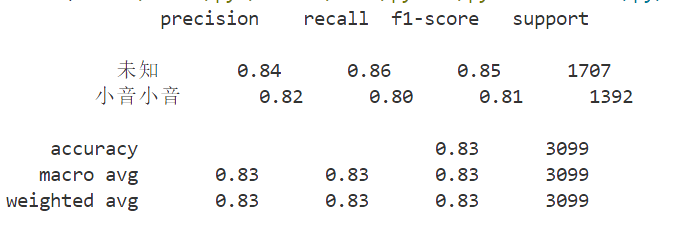 precision recall f1-score support
未知 0.84 0.86 0.85 1707
小音小音 0.82 0.80 0.81 1392
accuracy 0.83 3099
macro avg 0.83 0.83 0.83 3099
weighted avg 0.83 0.83 0.83 3099